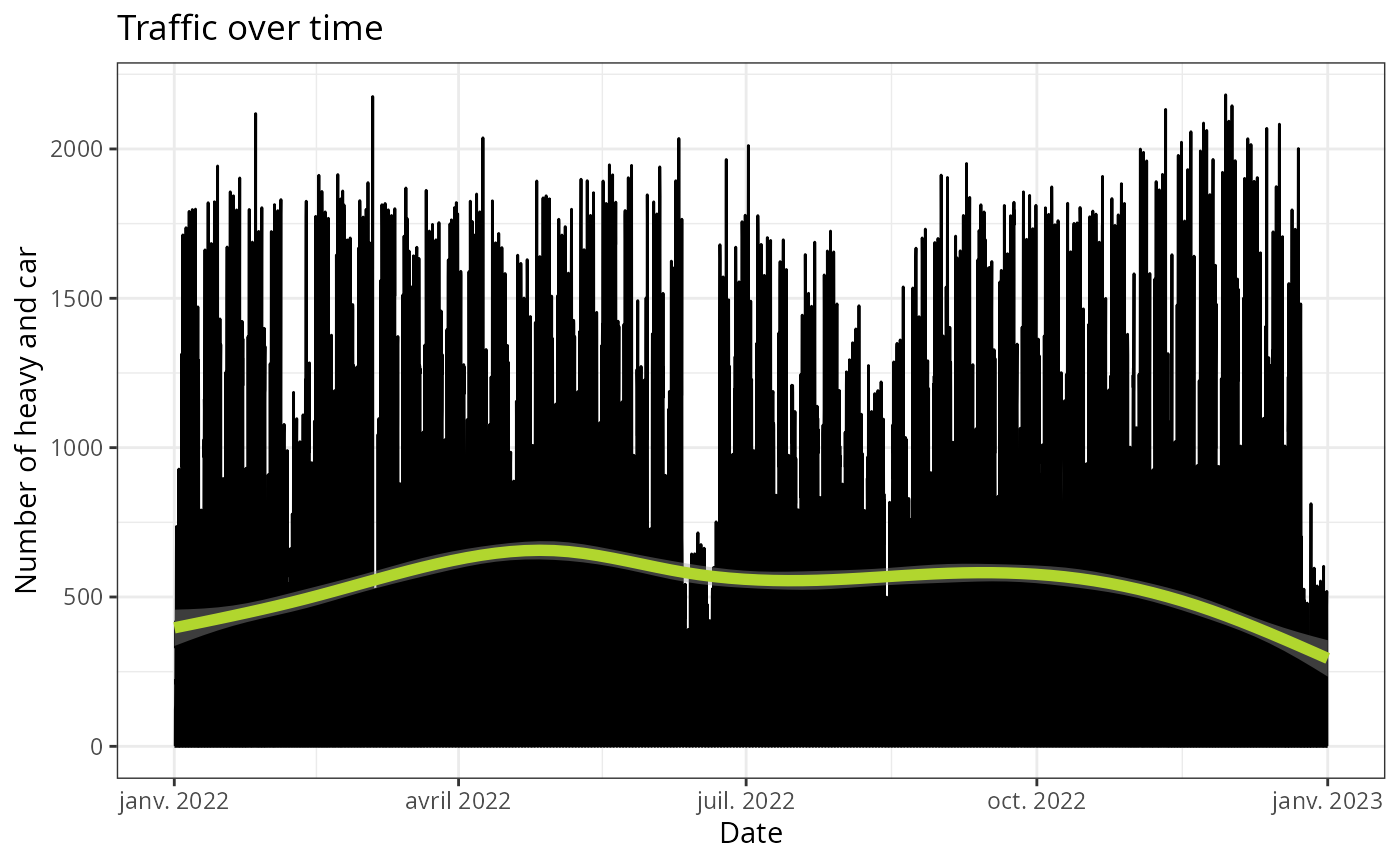 Traffic over time
Number of heavy and car
2000
1500
1000
500
0
janv. 2022 avril 2022 juil. 2022 oct. 2022 janv. 2023
Date